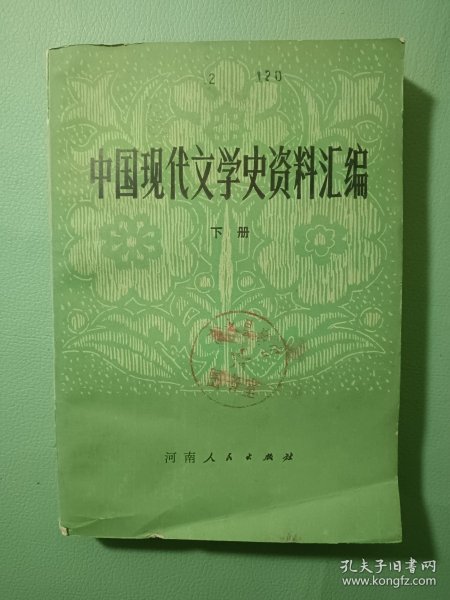 2 120
中国现代文学史资料汇编
下册
河南人民出版社
孔夫子旧书网
www.kongfz.com